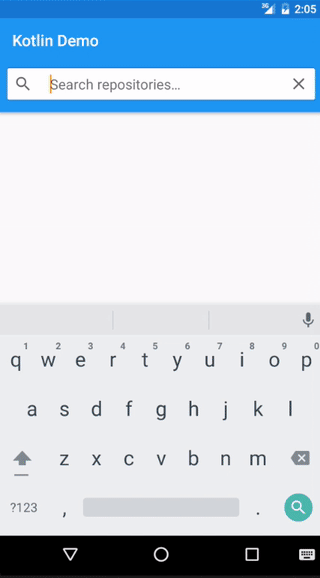 3G 2:05
Kotlin Demo
Search repositories...
1 2 3 4 5 6 7 8 9 0
q w e r t y u i o p
a s d f g h j k l
z x c v b n m
?123 , .